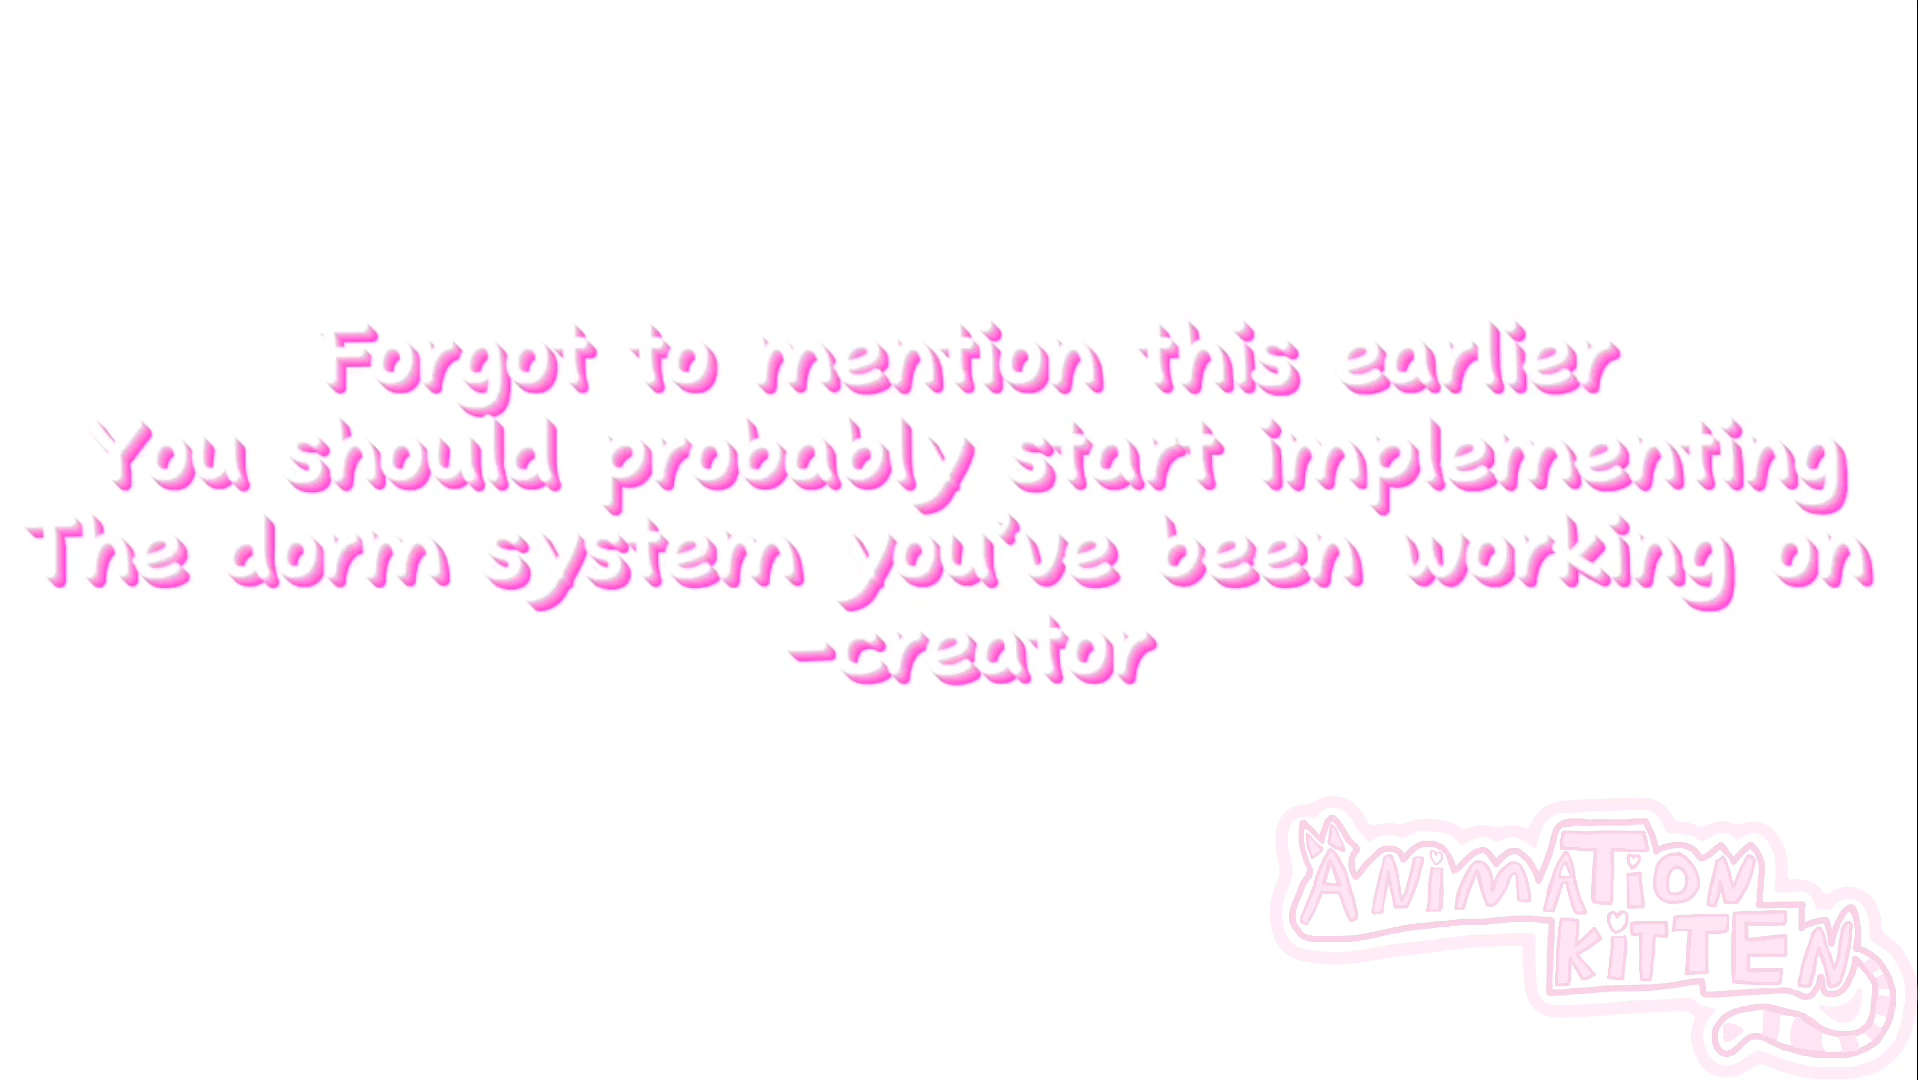 Forgot to mention this earlier
You should probably start implementing
The dorm system you've been working on
-creator
ANiMATiON
KiTTEN